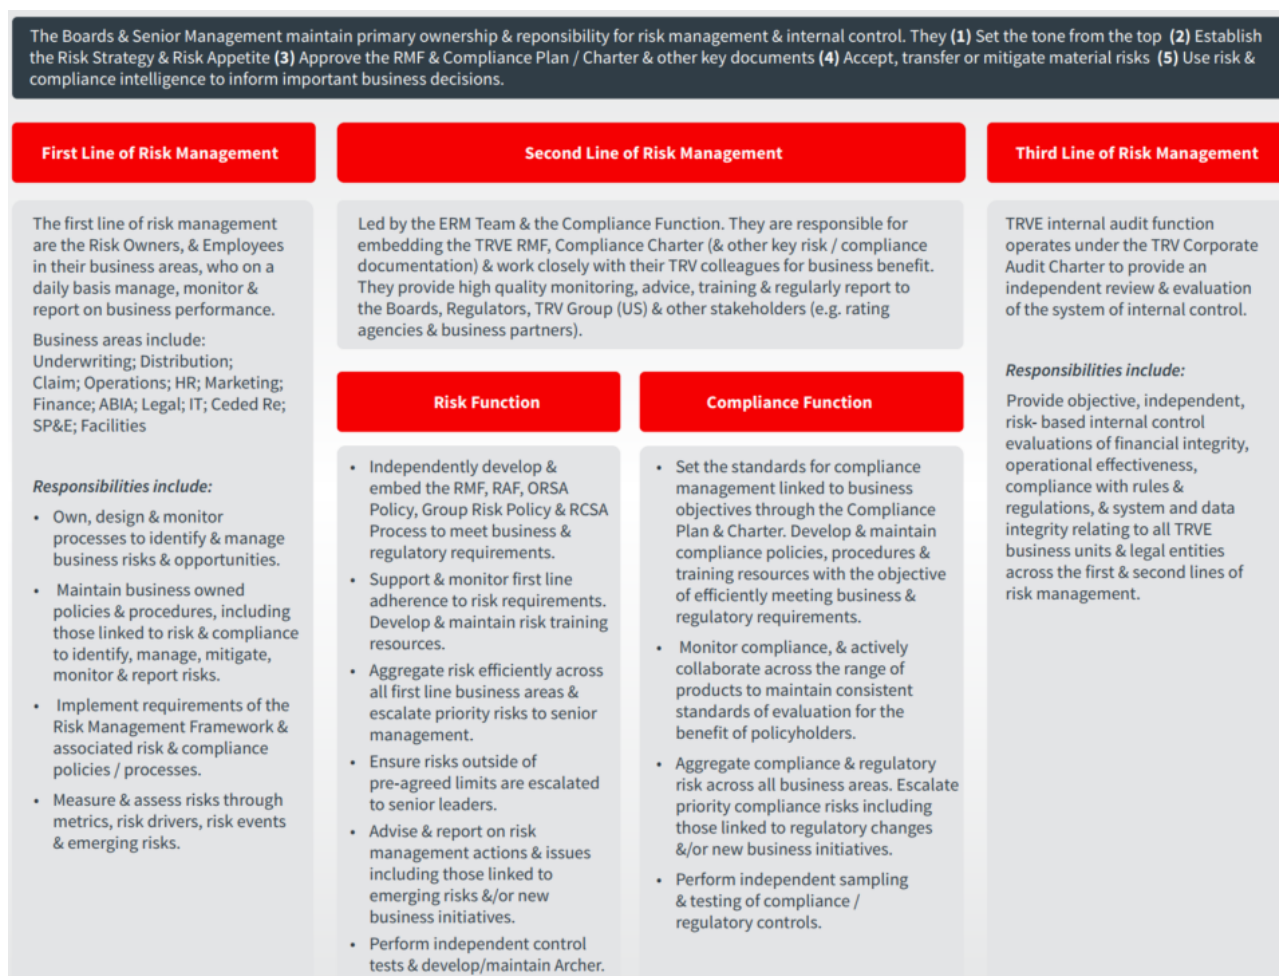 The Boards & Senior Management maintain primary ownership & reponsibility for risk management & internal control. They (1) Set the tone from the top (2) Establish
the Risk Strategy & Risk Appetite (3) Approve the RMF & Compliance Plan / Charter & other key documents (4) Accept, transfer or mitigate material risks (5) Use risk &
compliance intelligence to inform important business decisions.
First Line of Risk Management
The first line of risk management
are the Risk Owners, & Employees
in their business areas, who on a
daily basis manage, monitor &
report on business performance.
Business areas include:
Underwriting; Distribution;
Claim; Operations; HR; Marketing;
Finance; ABIA; Legal; IT; Ceded Re;
SP&E; Facilities
Responsibilities include:
• Own, design & monitor
processes to identify & manage
business risks & opportunities.
• Maintain business owned
policies & procedures, including
those linked to risk & compliance
to identify, manage, mitigate,
monitor & report risks.
• Implement requirements of the
Risk Management Framework &
associated risk & compliance
policies / processes.
• Measure & assess risks through
metrics, risk drivers, risk events
& emerging risks.
Second Line of Risk Management
Led by the ERM Team & the Compliance Function. They are responsible for
embedding the TRVE RMF, Compliance Charter (& other key risk / compliance
documentation) & work closely with their TRV colleagues for business benefit.
They provide high quality monitoring, advice, training & regularly report to
the Boards, Regulators, TRV Group (US) & other stakeholders (e.g. rating
agencies & business partners).
Risk Function
• Independently develop &
embed the RMF, RAF, ORSA
Policy, Group Risk Policy & RCSA
Process to meet business &
regulatory requirements.
• Support & monitor first line
adherence to risk requirements.
Develop & maintain risk training
resources.
• Aggregate risk efficiently across
all first line business areas &
escalate priority risks to senior
management.
• Ensure risks outside of
pre-agreed limits are escalated
to senior leaders.
• Advise & report on risk
management actions & issues
including those linked to
emerging risks &/or new
business initiatives.
• Perform independent control
tests & develop/maintain Archer.
Compliance Function
• Set the standards for compliance
management linked to business
objectives through the Compliance
Plan & Charter. Develop & maintain
compliance policies, procedures &
training resources with the objective
of efficiently meeting business &
regulatory requirements.
• Monitor compliance, & actively
collaborate across the range of
products to maintain consistent
standards of evaluation for the
benefit of policyholders.
• Aggregate compliance & regulatory
risk across all business areas. Escalate
priority compliance risks including
those linked to regulatory changes
&/or new business initiatives.
• Perform independent sampling
& testing of compliance /
regulatory controls.
Third Line of Risk Management
TRVE internal audit function
operates under the TRV Corporate
Audit Charter to provide an
independent review & evaluation
of the system of internal control.
Responsibilities include:
Provide objective, independent,
risk- based internal control
evaluations of financial integrity,
operational effectiveness,
compliance with rules &
regulations, & system and data
integrity relating to all TRVE
business units & legal entities
across the first & second lines of
risk management.